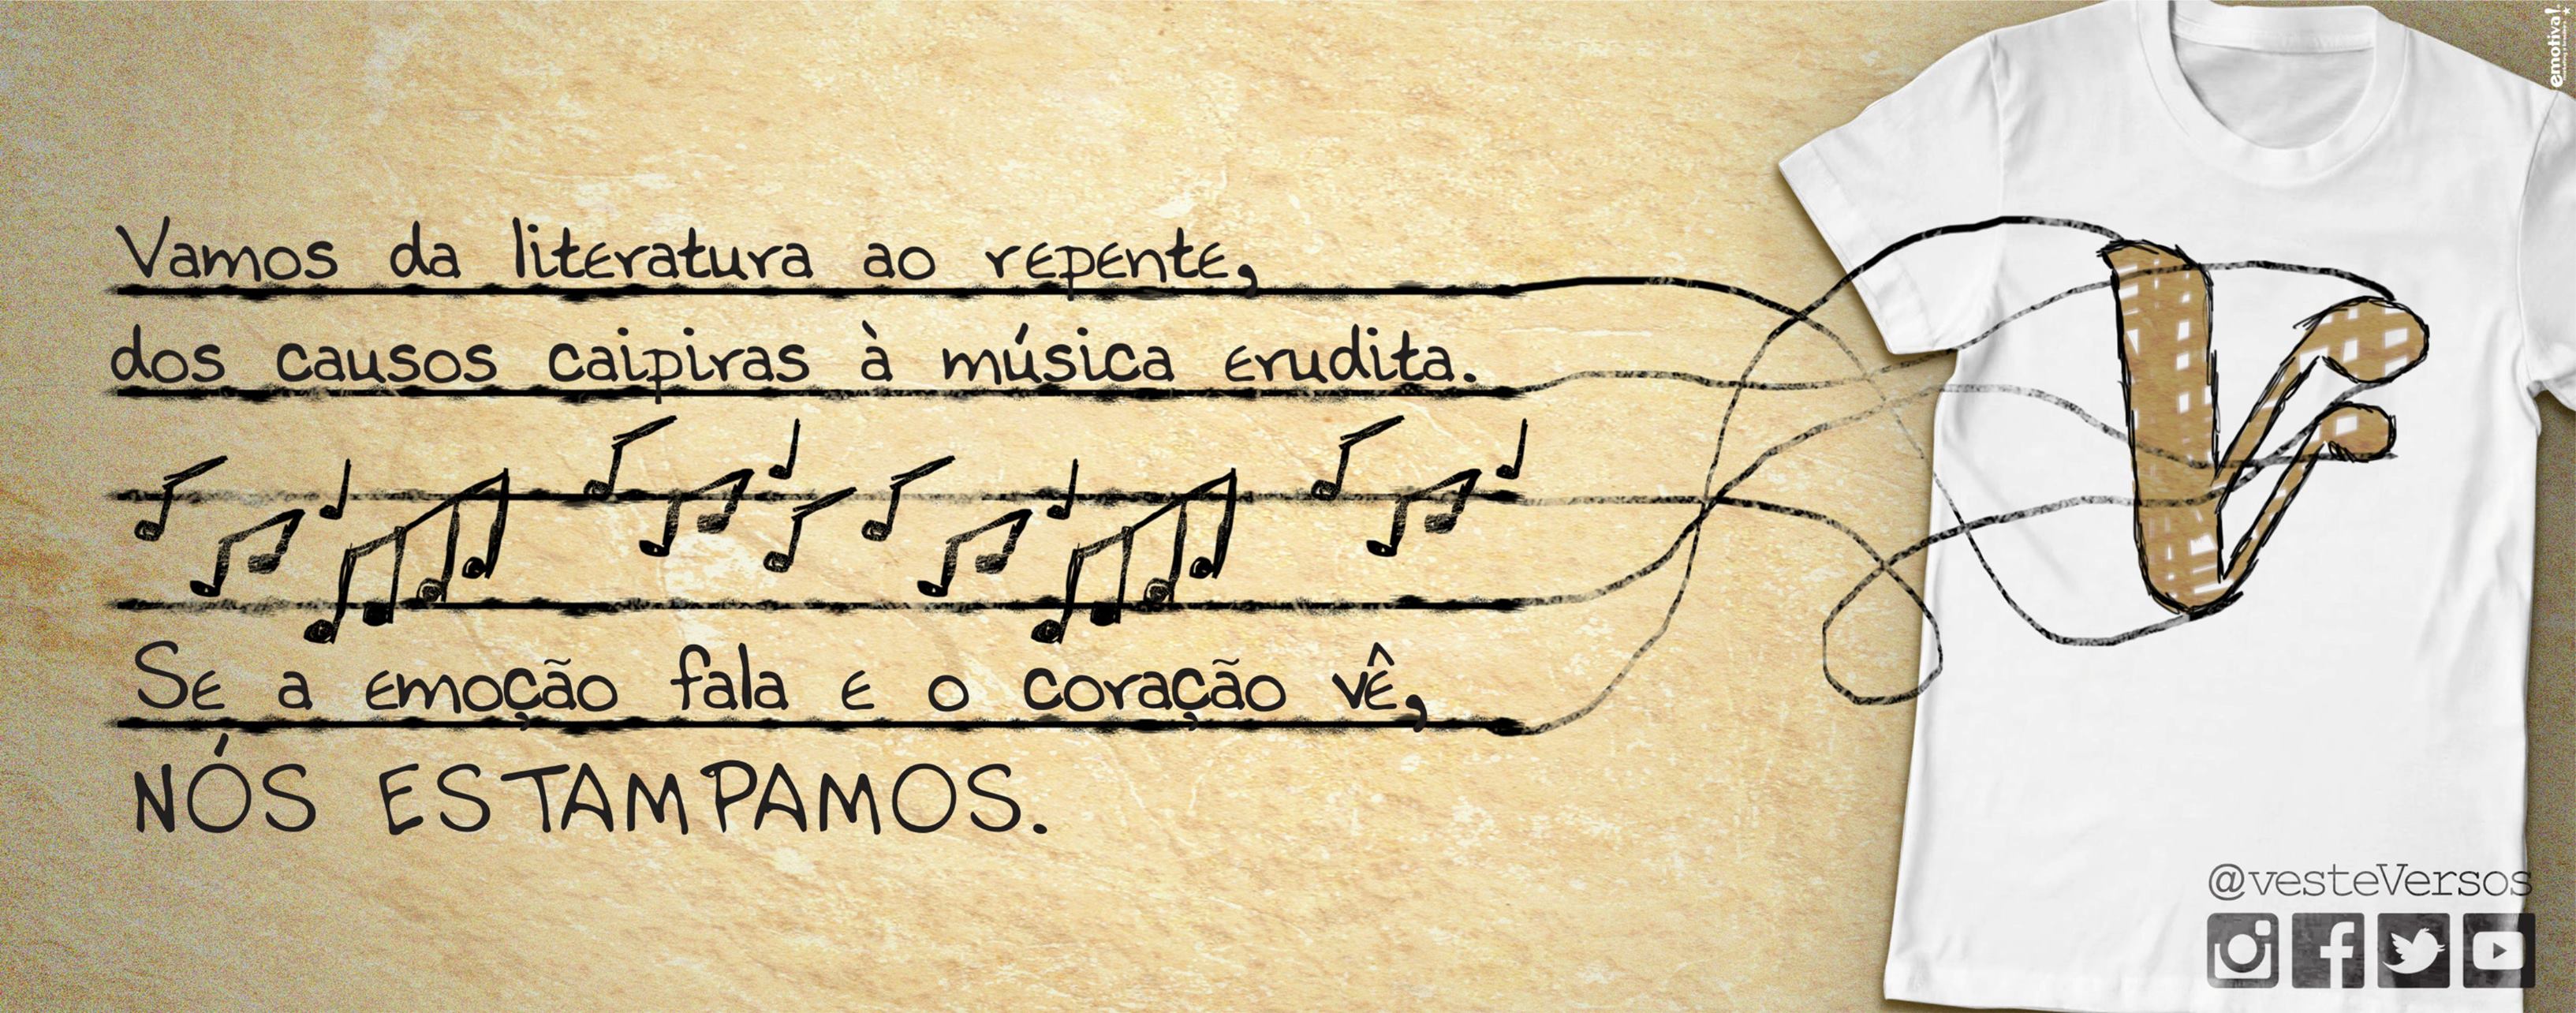 Vamos da literatura ao repente,
dos causos caipiras à música erudita.
Se a emoção fala e o coração vê,
NÓS ESTAMPAMOS.
@vesteVersos
emotiva!